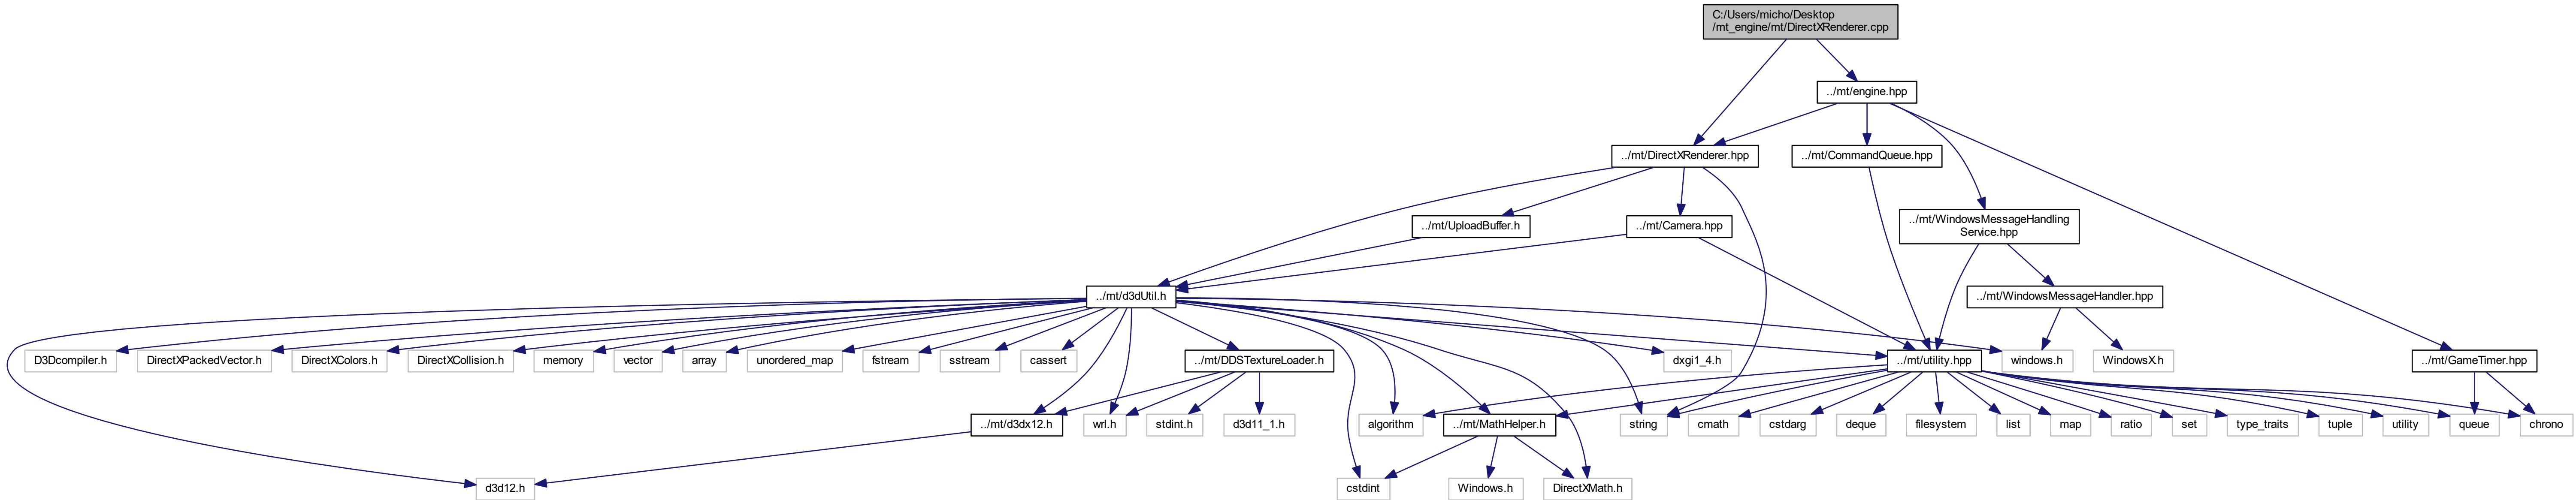 C:/Users/micho/Desktop
/mt_engine/mt/DirectXRenderer.cpp
../mt/engine.hpp
../mt/DirectXRenderer.hpp
../mt/CommandQueue.hpp
../mt/UploadBuffer.h
../mt/Camera.hpp
../mt/WindowsMessageHandling
Service.hpp
../mt/d3dUtil.h
../mt/WindowsMessageHandler.hpp
D3Dcompiler.h
DirectXPackedVector.h
DirectXColors.h
DirectXCollision.h
memory
vector
array
unordered_map
fstream
sstream
cassert
../mt/DDSTextureLoader.h
dxgi1_4.h
../mt/utility.hpp
windows.h
WindowsX.h
../mt/GameTimer.hpp
../mt/d3dx12.h
wrl.h
stdint.h
d3d11_1.h
algorithm
../mt/MathHelper.h
string
cmath
cstdarg
deque
filesystem
list
map
ratio
set
type_traits
tuple
utility
queue
chrono
d3d12.h
cstdint
Windows.h
DirectXMath.h